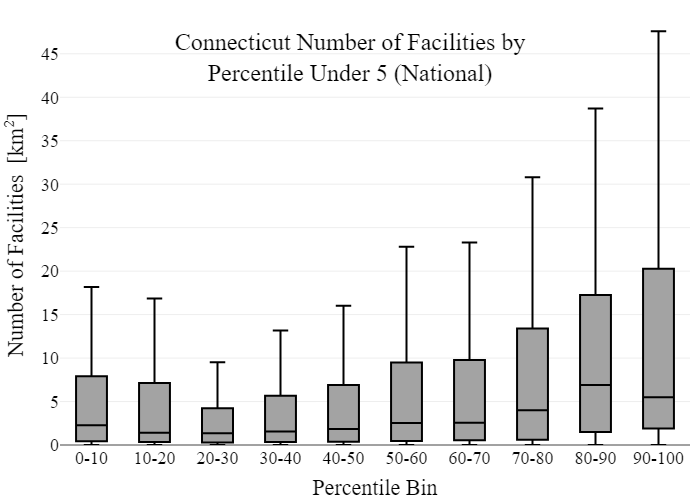 Connecticut Number of Facilities by
Percentile Under 5 (National)
Number of Facilities [km²]
45
40
35
30
25
20
15
10
5
0
0-10 10-20 20-30 30-40 40-50 50-60 60-70 70-80 80-90 90-100
Percentile Bin